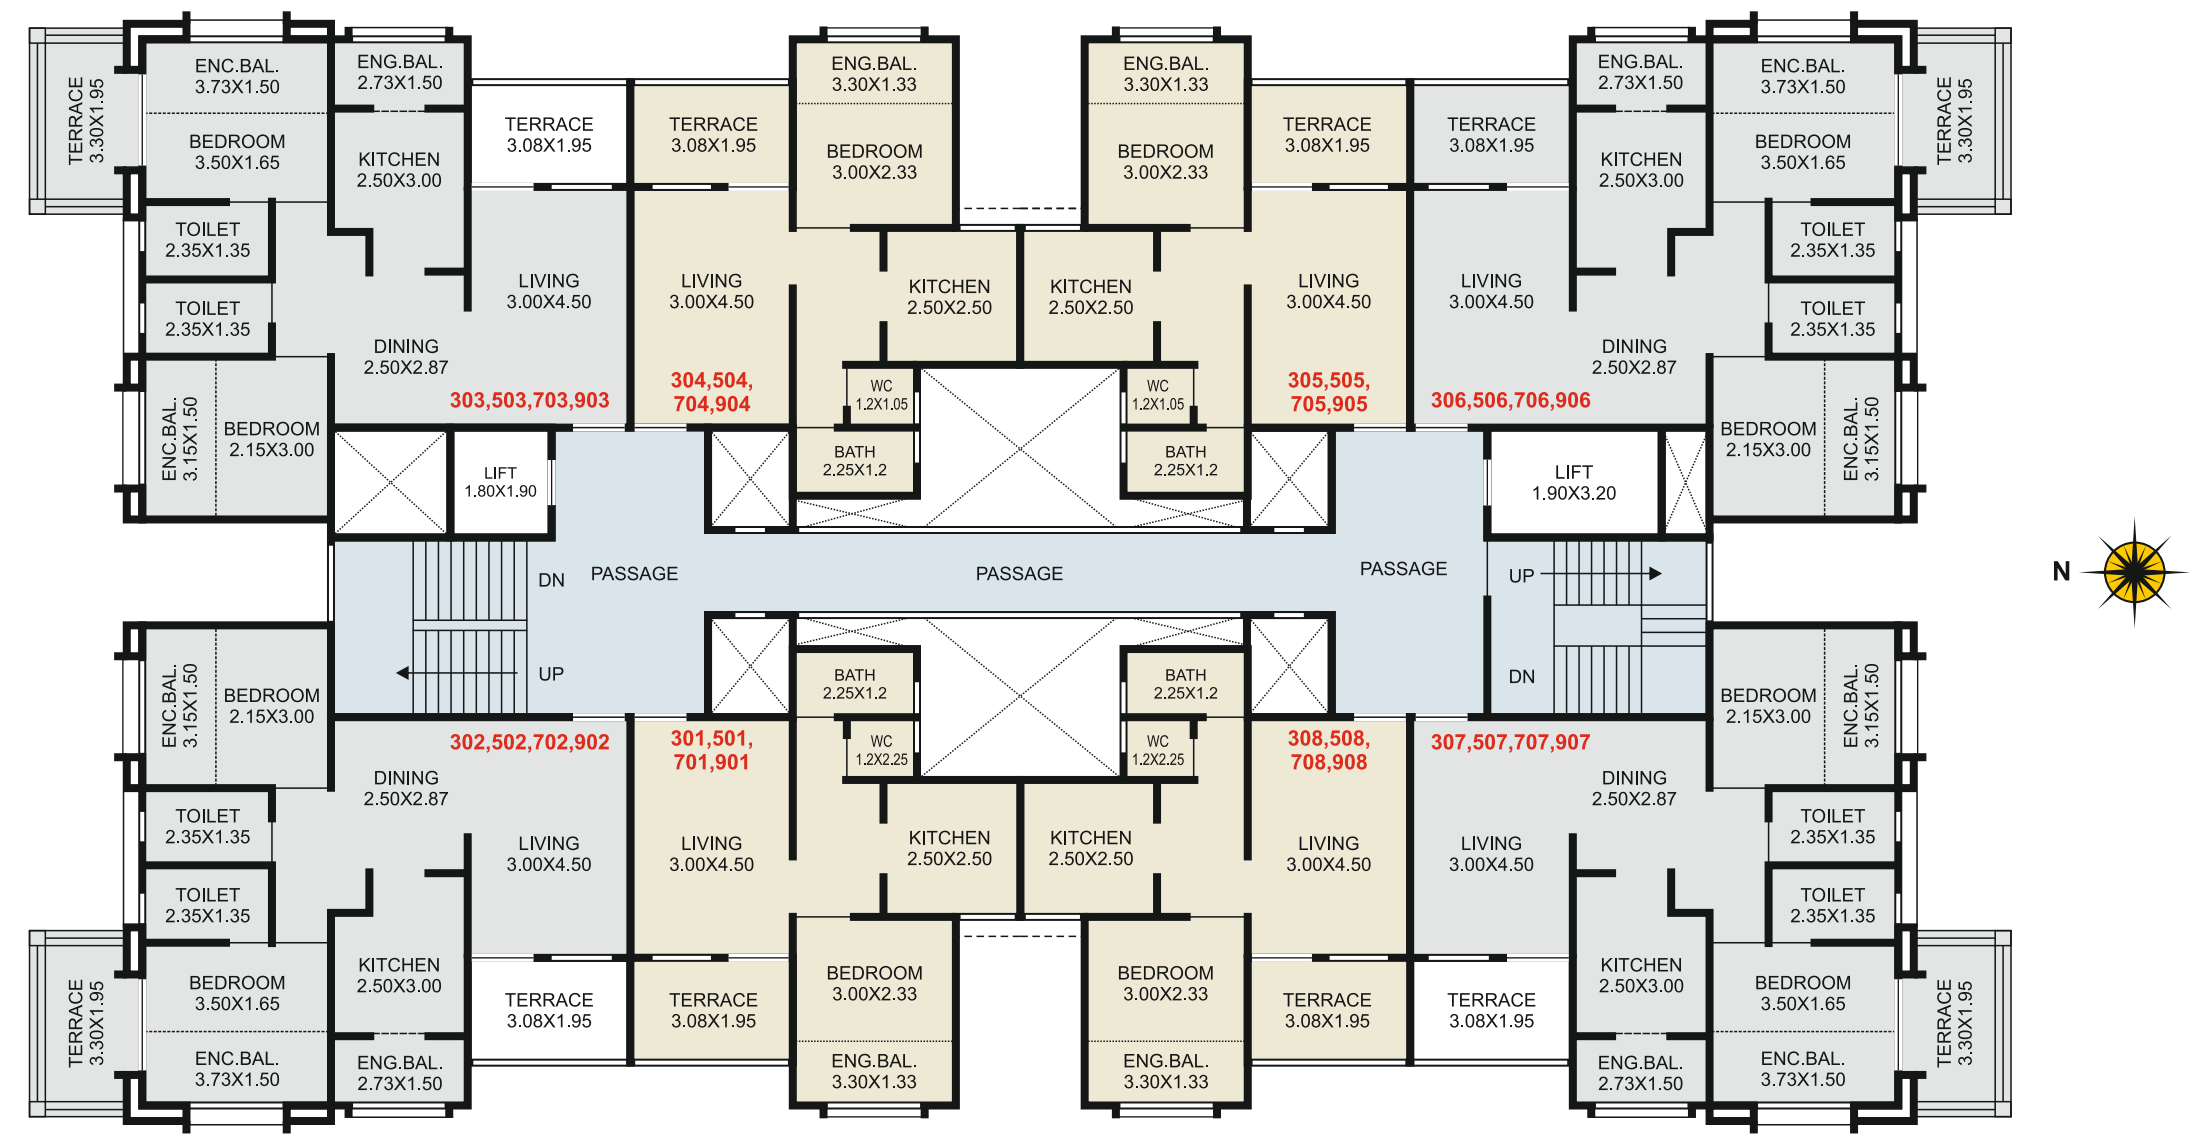 ENC.BAL.
3.73X1.50
ENG.BAL.
2.73X1.50
ENG.BAL.
3.30X1.33
ENG.BAL.
3.30X1.33
ENG.BAL.
2.73X1.50
ENC.BAL.
3.73X1.50
TERRACE
3.30X1.95
BEDROOM
3.50X1.65
KITCHEN
2.50X3.00
TERRACE
3.08X1.95
TERRACE
3.08X1.95
BEDROOM
3.00X2.33
BEDROOM
3.00X2.33
TERRACE
3.08X1.95
TERRACE
3.08X1.95
KITCHEN
2.50X3.00
BEDROOM
3.50X1.65
TERRACE
3.30X1.95
TOILET
2.35X1.35
TOILET
2.35X1.35
LIVING
3.00X4.50
LIVING
3.00X4.50
KITCHEN
2.50X2.50
KITCHEN
2.50X2.50
LIVING
3.00X4.50
LIVING
3.00X4.50
TOILET
2.35X1.35
TOILET
2.35X1.35
DINING
2.50X2.87
303,503,703,903
304,504,
704,904
WC
1.2X1.05
WC
1.2X1.05
305,505,
705,905
306,506,706,906
DINING
2.50X2.87
ENC.BAL.
3.15X1.50
BEDROOM
2.15X3.00
LIFT
1.80X1.90
BATH
2.25X1.2
BATH
2.25X1.2
LIFT
1.90X3.20
BEDROOM
2.15X3.00
ENC.BAL.
3.15X1.50
DN
PASSAGE
PASSAGE
PASSAGE
UP
N
UP
DN
ENC.BAL.
3.15X1.50
BEDROOM
2.15X3.00
BATH
2.25X1.2
BATH
2.25X1.2
BEDROOM
2.15X3.00
ENC.BAL.
3.15X1.50
302,502,702,902
301,501,
701,901
WC
1.2X2.25
WC
1.2X2.25
308,508,
708,908
307,507,707,907
DINING
2.50X2.87
DINING
2.50X2.87
TOILET
2.35X1.35
TOILET
2.35X1.35
LIVING
3.00X4.50
LIVING
3.00X4.50
KITCHEN
2.50X2.50
KITCHEN
2.50X2.50
LIVING
3.00X4.50
LIVING
3.00X4.50
TOILET
2.35X1.35
TOILET
2.35X1.35
TERRACE
3.30X1.95
BEDROOM
3.50X1.65
KITCHEN
2.50X3.00
TERRACE
3.08X1.95
TERRACE
3.08X1.95
BEDROOM
3.00X2.33
BEDROOM
3.00X2.33
TERRACE
3.08X1.95
TERRACE
3.08X1.95
KITCHEN
2.50X3.00
BEDROOM
3.50X1.65
TERRACE
3.30X1.95
ENC.BAL.
3.73X1.50
ENG.BAL.
2.73X1.50
ENG.BAL.
3.30X1.33
ENG.BAL.
3.30X1.33
ENG.BAL.
2.73X1.50
ENC.BAL.
3.73X1.50